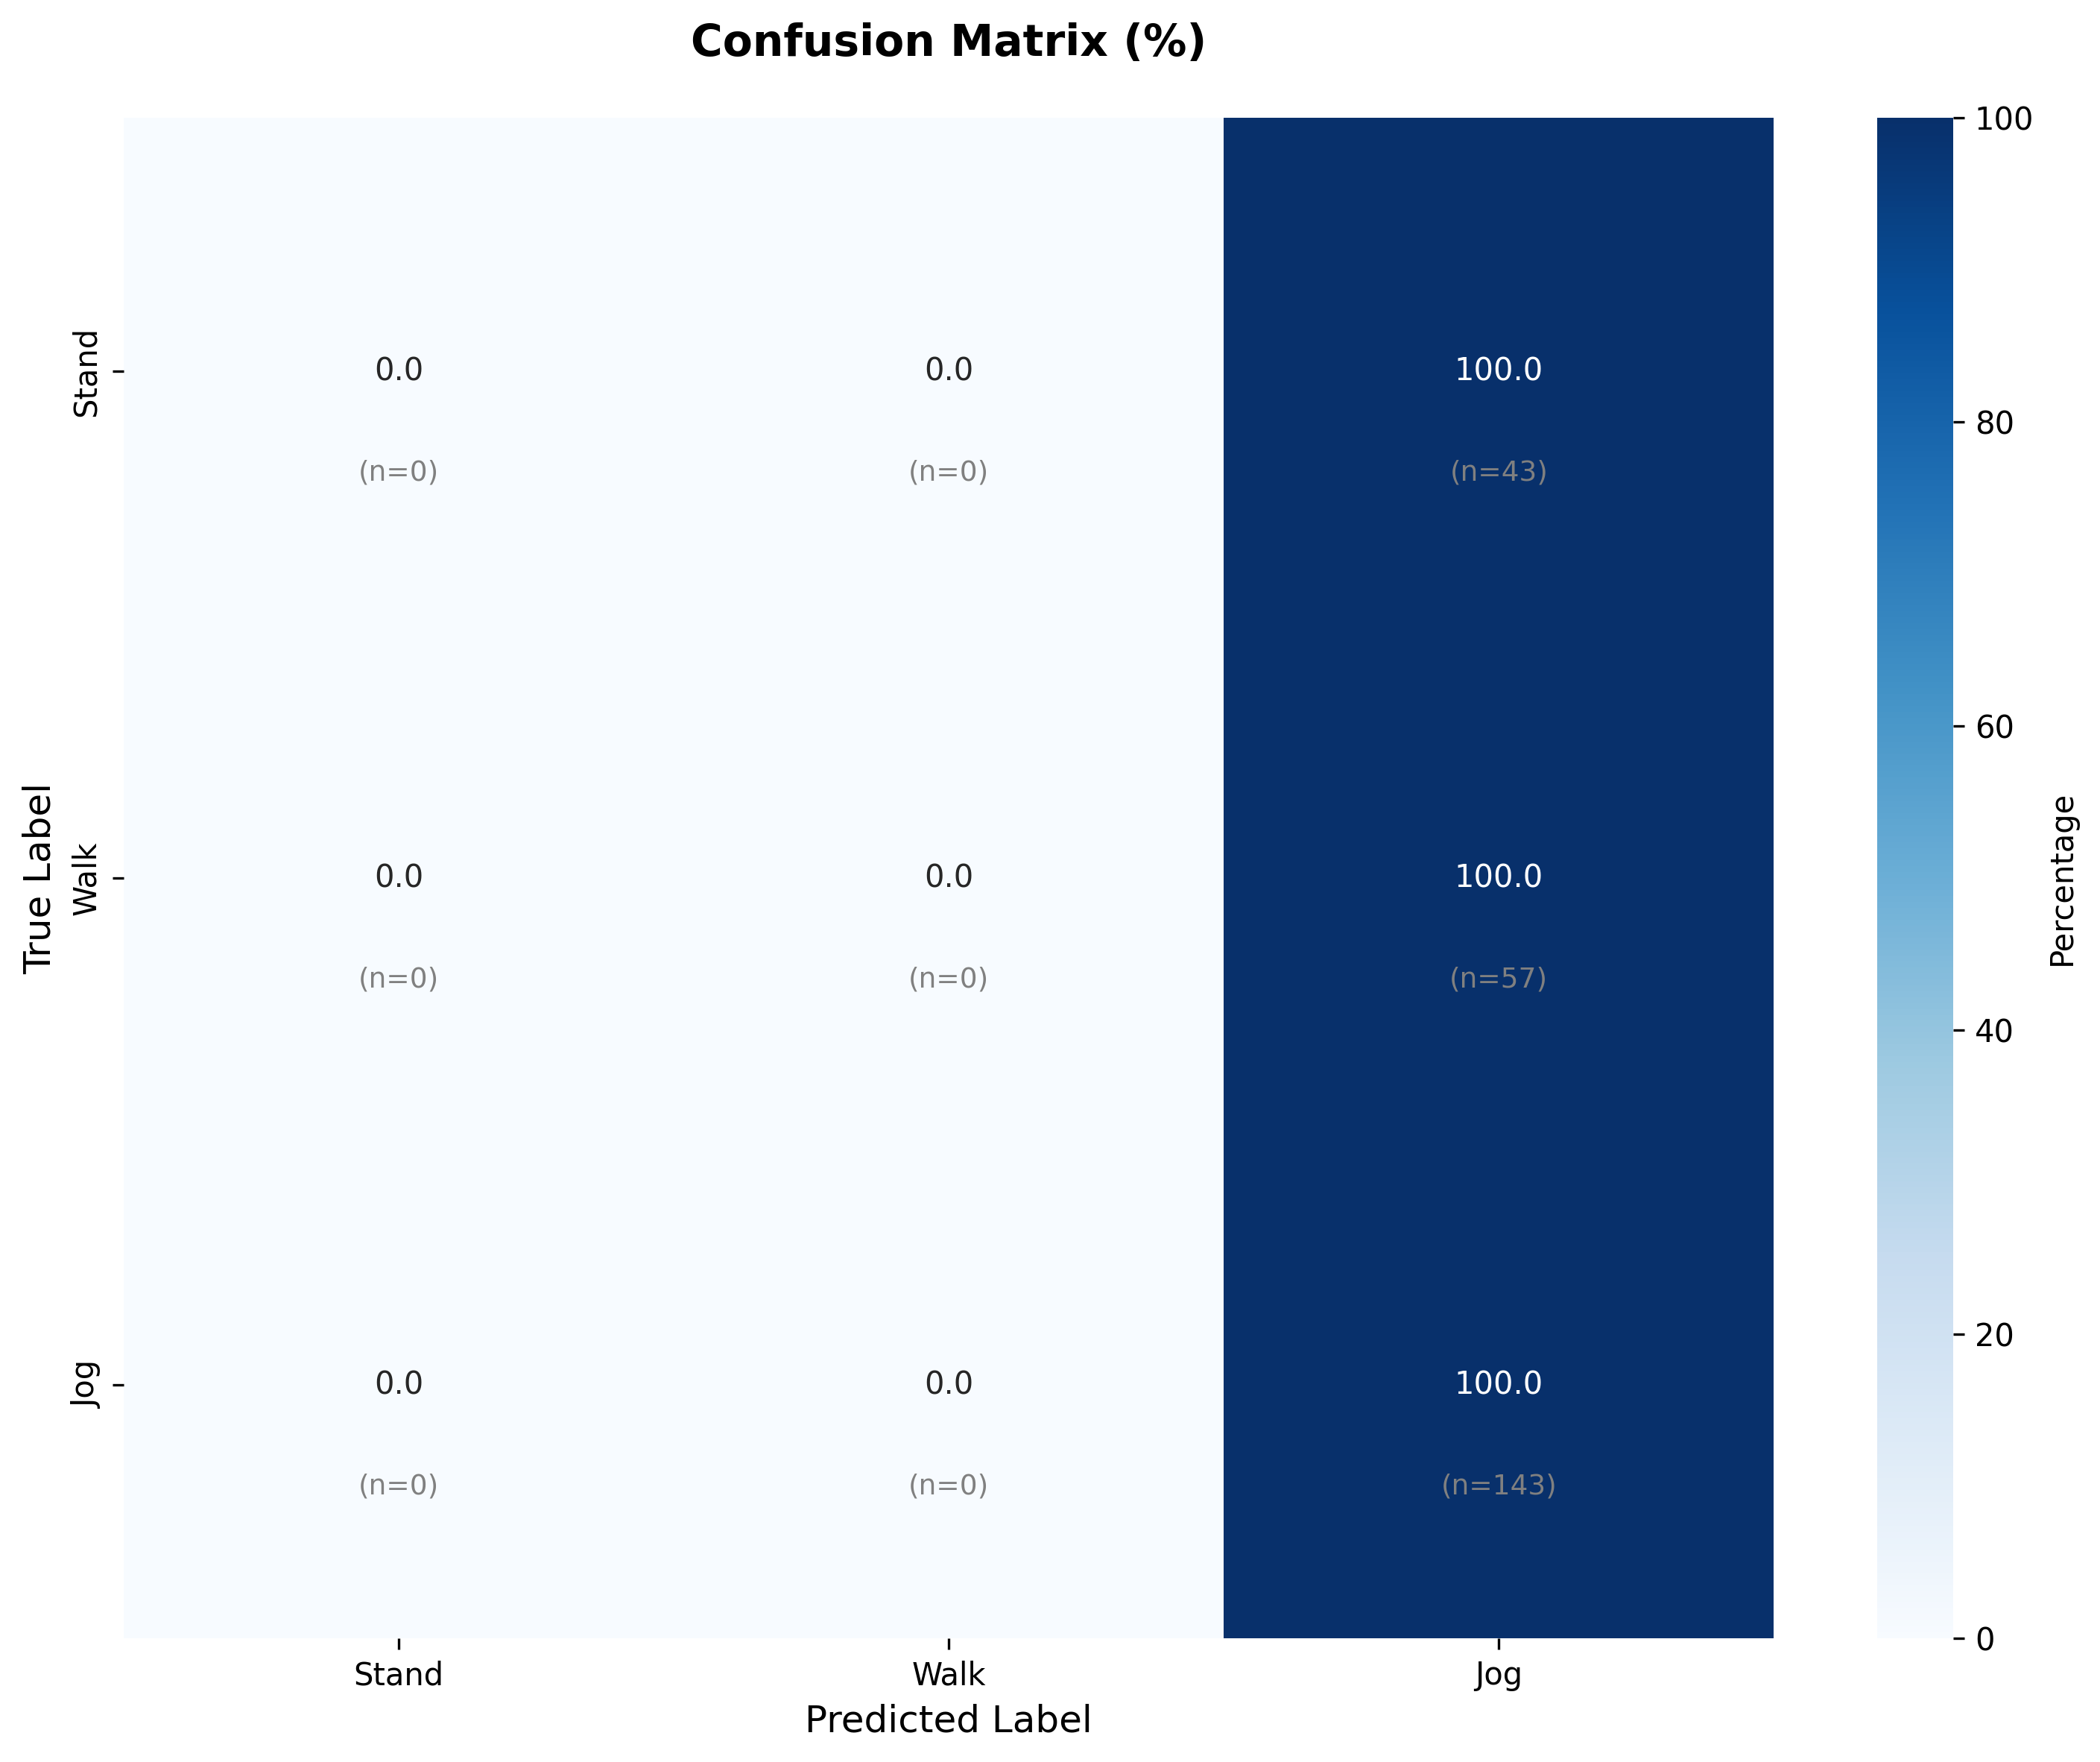 Confusion Matrix (%)
True Label
Stand
0.0
0.0
100.0
(n=0)
(n=0)
(n=43)
Walk
0.0
0.0
100.0
(n=0)
(n=0)
(n=57)
Jog
0.0
0.0
100.0
(n=0)
(n=0)
(n=143)
Stand
Walk
Jog
Predicted Label
100
80
60
40
20
0
Percentage